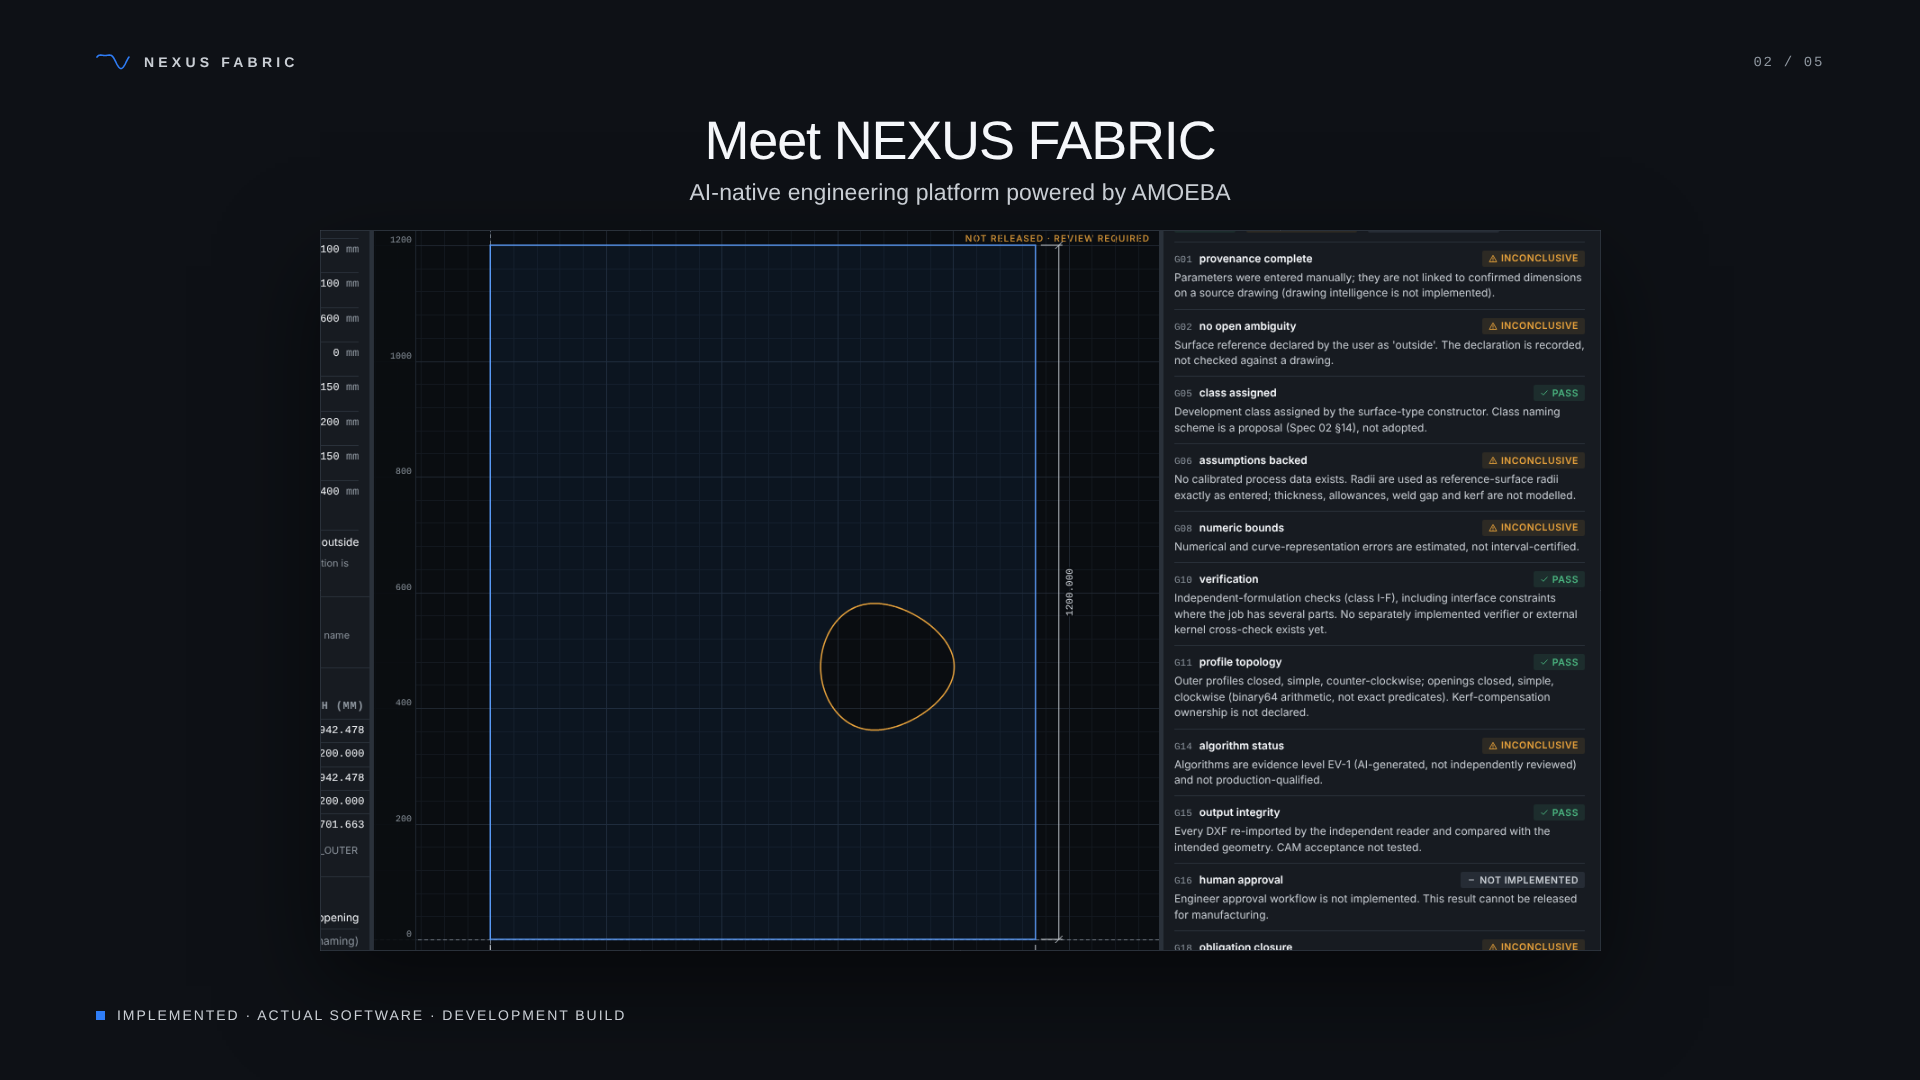 NEXUS FABRIC
02 / 05
Meet NEXUS FABRIC
AI-native engineering platform powered by AMOEBA
100 mm
100 mm
600 mm
0 mm
150 mm
200 mm
150 mm
400 mm
outside
tion is
name
H (MM)
942.478
200.000
942.478
200.000
701.663
_OUTER
opening
naming)
NOT RELEASED · REVIEW REQUIRED
1200
1000
800
600
400
200
0
1200.000
G01 provenance complete ⚠ INCONCLUSIVE
Parameters were entered manually; they are not linked to confirmed dimensions
on a source drawing (drawing intelligence is not implemented).
G02 no open ambiguity ⚠ INCONCLUSIVE
Surface reference declared by the user as 'outside'. The declaration is recorded,
not checked against a drawing.
G05 class assigned ✓ PASS
Development class assigned by the surface-type constructor. Class naming
scheme is a proposal (Spec 02 §14), not adopted.
G06 assumptions backed ⚠ INCONCLUSIVE
No calibrated process data exists. Radii are used as reference-surface radii
exactly as entered; thickness, allowances, weld gap and kerf are not modelled.
G08 numeric bounds ⚠ INCONCLUSIVE
Numerical and curve-representation errors are estimated, not interval-certified.
G10 verification ✓ PASS
Independent-formulation checks (class I-F), including interface constraints
where the job has several parts. No separately implemented verifier or external
kernel cross-check exists yet.
G11 profile topology ✓ PASS
Outer profiles closed, simple, counter-clockwise; openings closed, simple,
clockwise (binary64 arithmetic, not exact predicates). Kerf-compensation
ownership is not declared.
G14 algorithm status ⚠ INCONCLUSIVE
Algorithms are evidence level EV-1 (AI-generated, not independently reviewed)
and not production-qualified.
G15 output integrity ✓ PASS
Every DXF re-imported by the independent reader and compared with the
intended geometry. CAM acceptance not tested.
G16 human approval – NOT IMPLEMENTED
Engineer approval workflow is not implemented. This result cannot be released
for manufacturing.
G18 obligation closure ⚠ INCONCLUSIVE
IMPLEMENTED · ACTUAL SOFTWARE · DEVELOPMENT BUILD